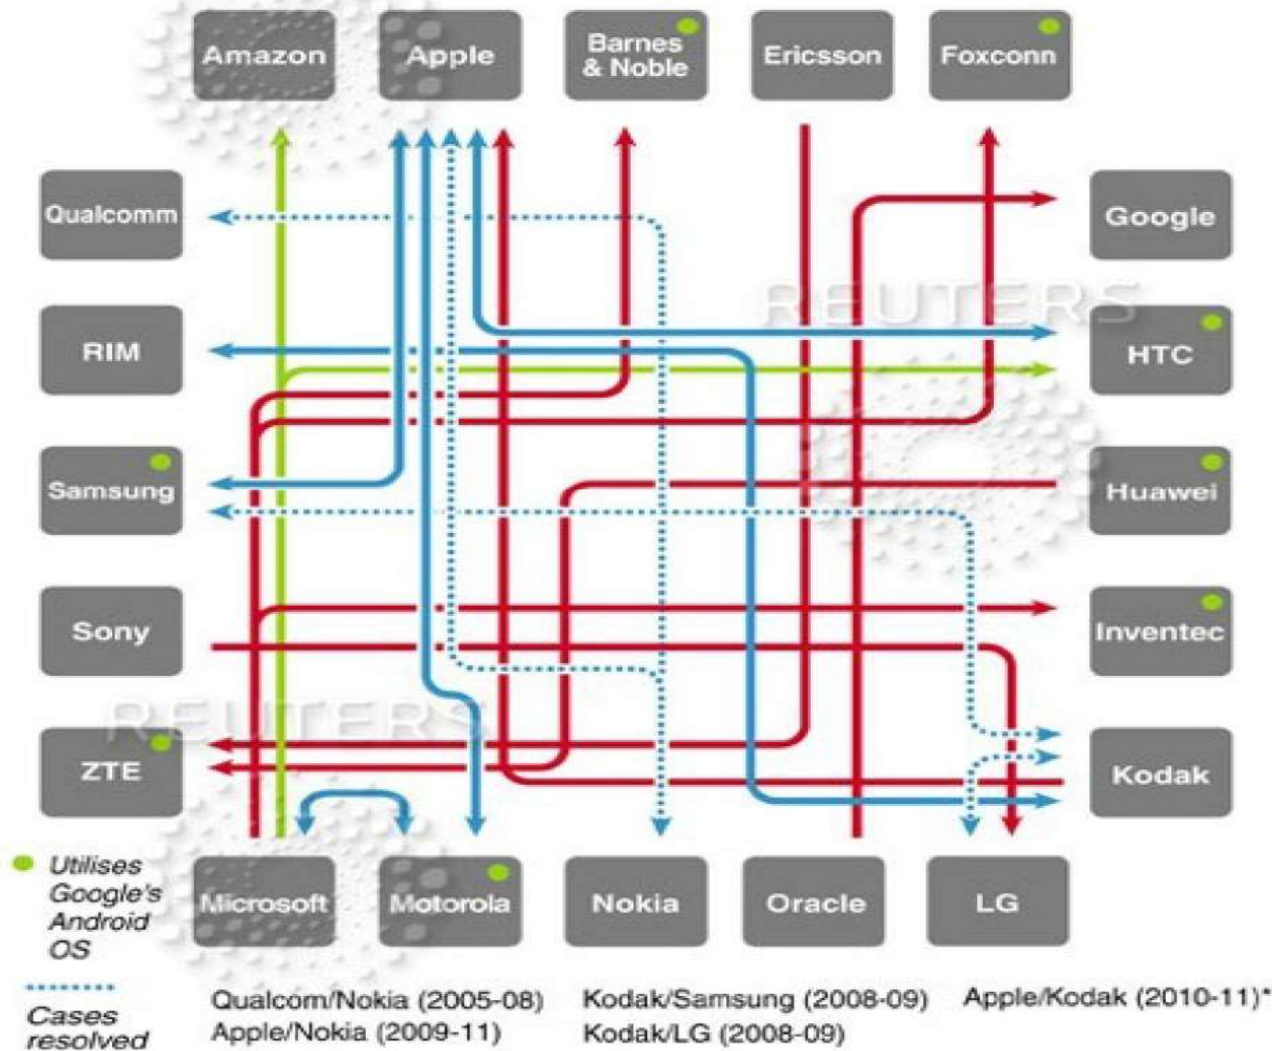 Amazon
Apple
Barnes
& Noble
Ericsson
Foxconn
Qualcomm
Google
REUTERS
RIM
HTC
Samsung
Huawei
Sony
Inventec
REUTERS
ZTE
Kodak
Utilises
Google's
Android
OS
Microsoft
Motorola
Nokia
Oracle
LG
Cases
resolved
Qualcom/Nokia (2005-08)
Apple/Nokia (2009-11)
Kodak/Samsung (2008-09)
Kodak/LG (2008-09)
Apple/Kodak (2010-11)*